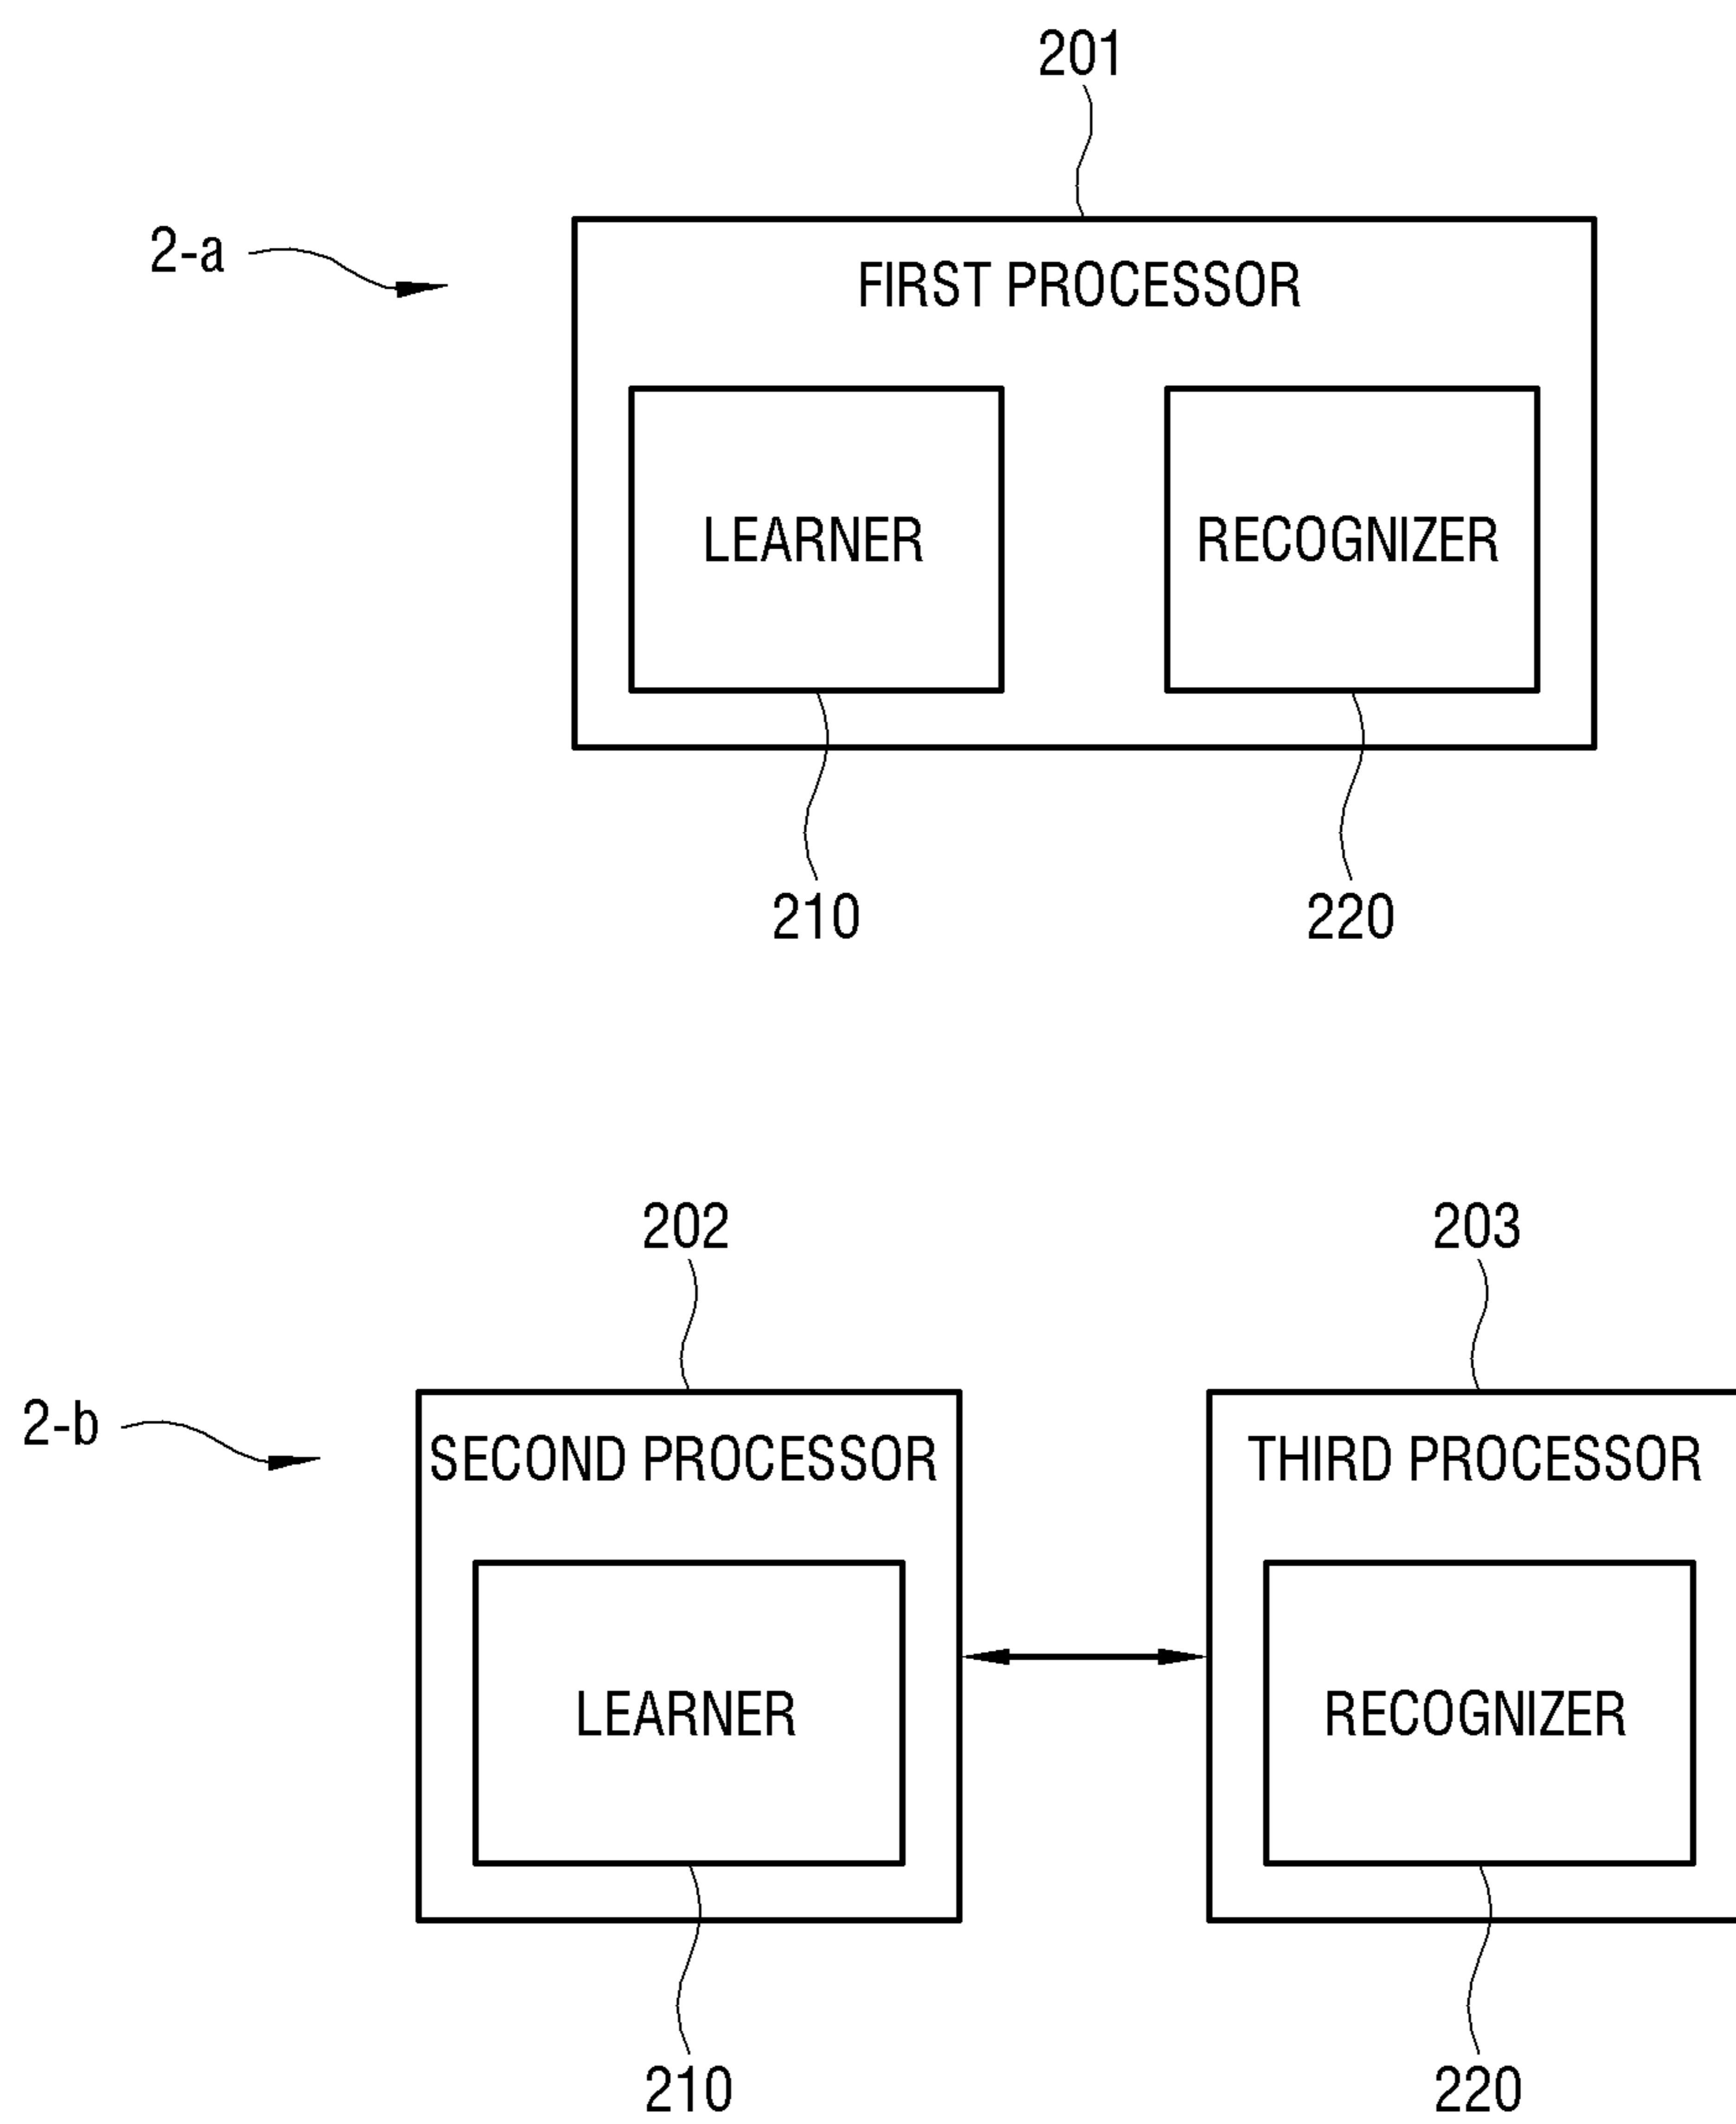 201
2-a
FIRST PROCESSOR
LEARNER
RECOGNIZER
210
220
202
203
2-b
SECOND PROCESSOR
THIRD PROCESSOR
LEARNER
RECOGNIZER
210
220